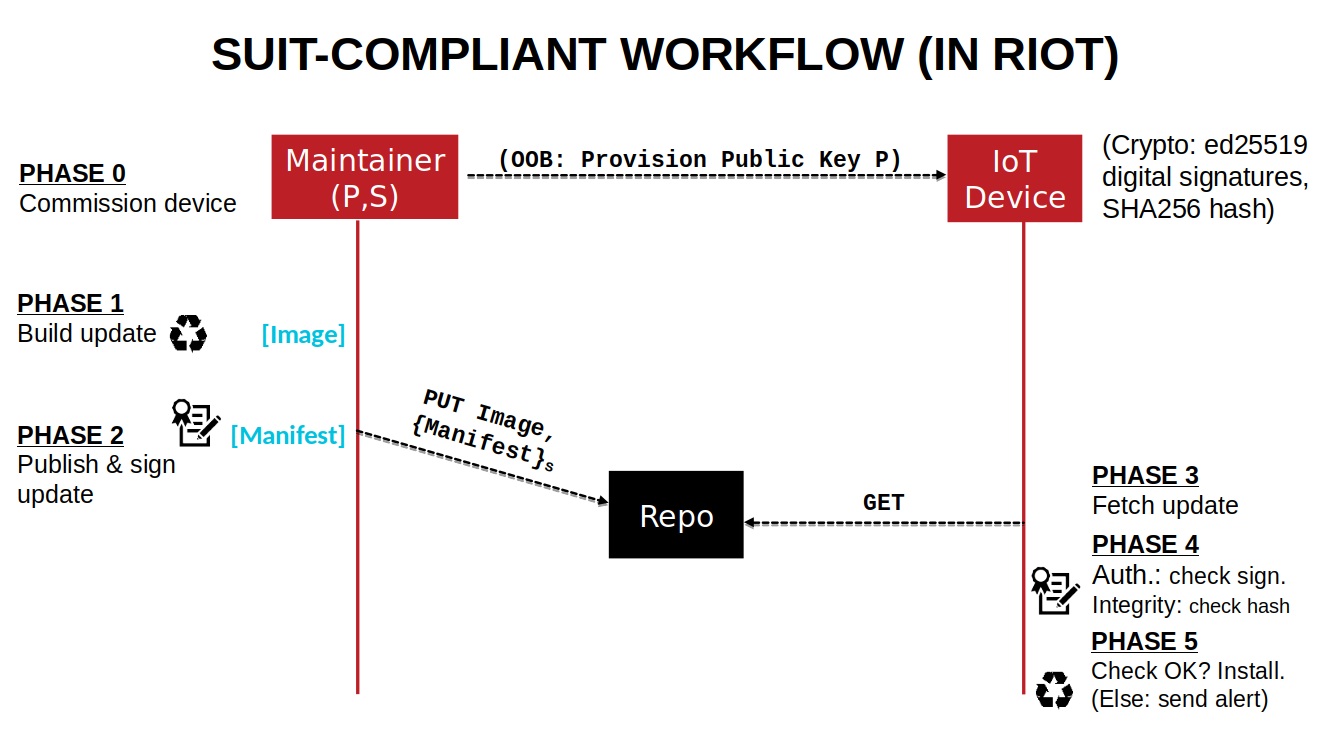 SUIT-COMPLIANT WORKFLOW (IN RIOT)
PHASE 0
Commission device
Maintainer
(P,S)
(OOB: Provision Public Key P)
IoT
Device
(Crypto: ed25519
digital signatures,
SHA256 hash)
PHASE 1
Build update
[Image]
PHASE 2
Publish & sign
update
[Manifest]
PUT Image,
{Manifest}s
Repo
GET
PHASE 3
Fetch update
PHASE 4
Auth.: check sign.
Integrity: check hash
PHASE 5
Check OK? Install.
(Else: send alert)